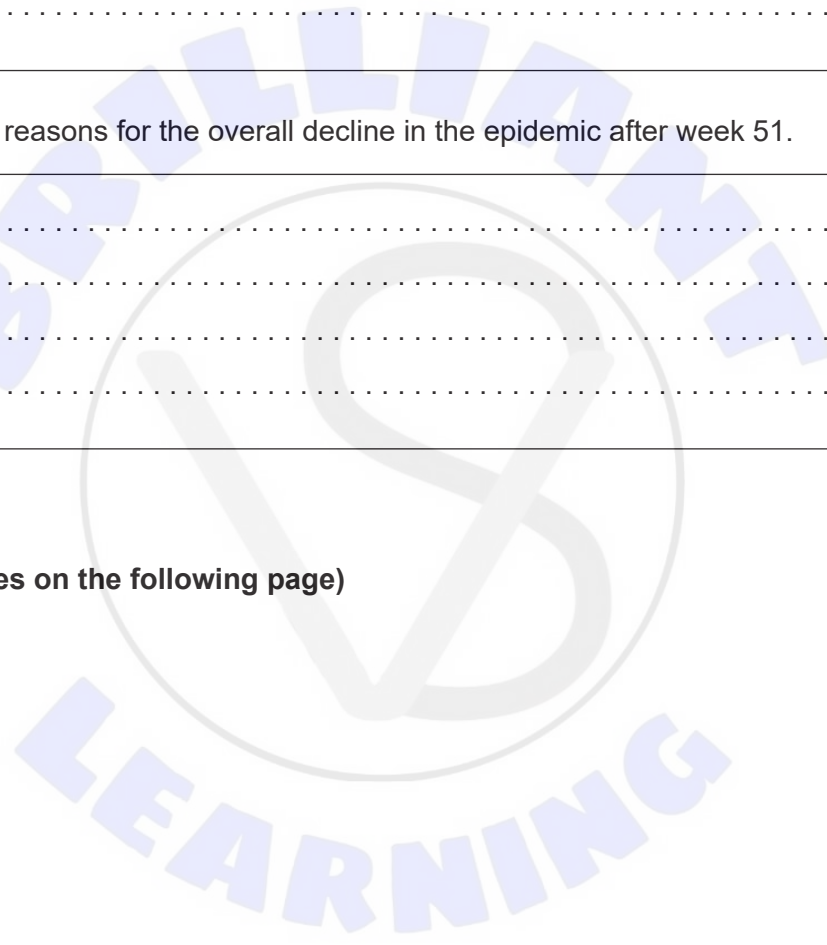 reasons for the overall decline in the epidemic after week 51.
es on the following page)
BRILLIANT
LEARNING